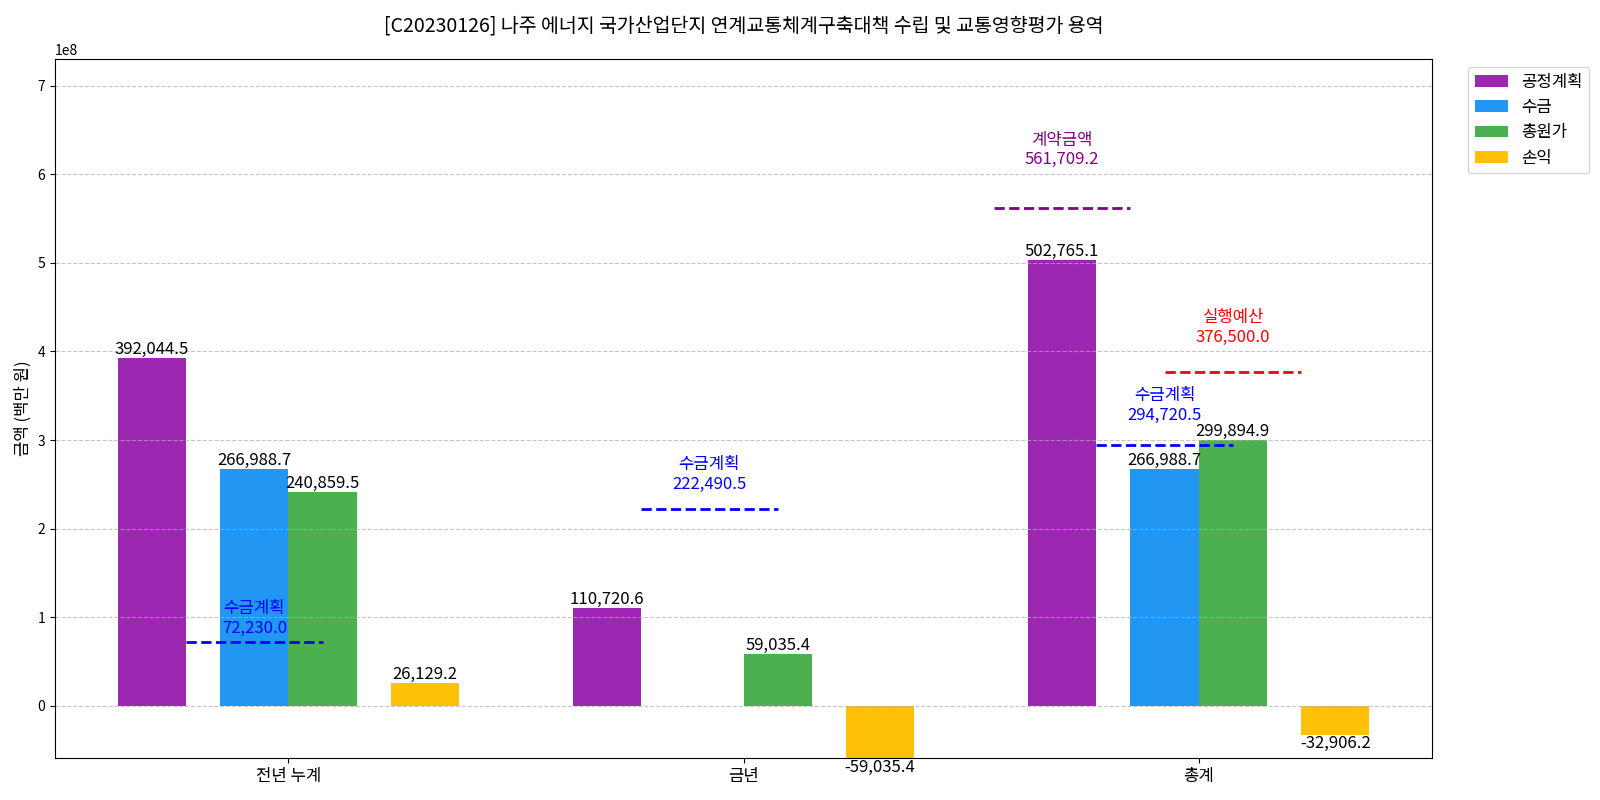 [C20230126] 나주 에너지 국가산업단지 연계교통체계구축대책 수립 및 교통영향평가 용역
1e8
금액 (백만 원)
7
6
5
4
3
2
1
0
392,044.5
266,988.7
240,859.5
수금계획
72,230.0
26,129.2
110,720.6
수금계획
222,490.5
59,035.4
-59,035.4
계약금액
561,709.2
502,765.1
실행예산
376,500.0
수금계획
294,720.5
299,894.9
266,988.7
-32,906.2
전년 누계
금년
총계
공정계획
수금
총원가
손익